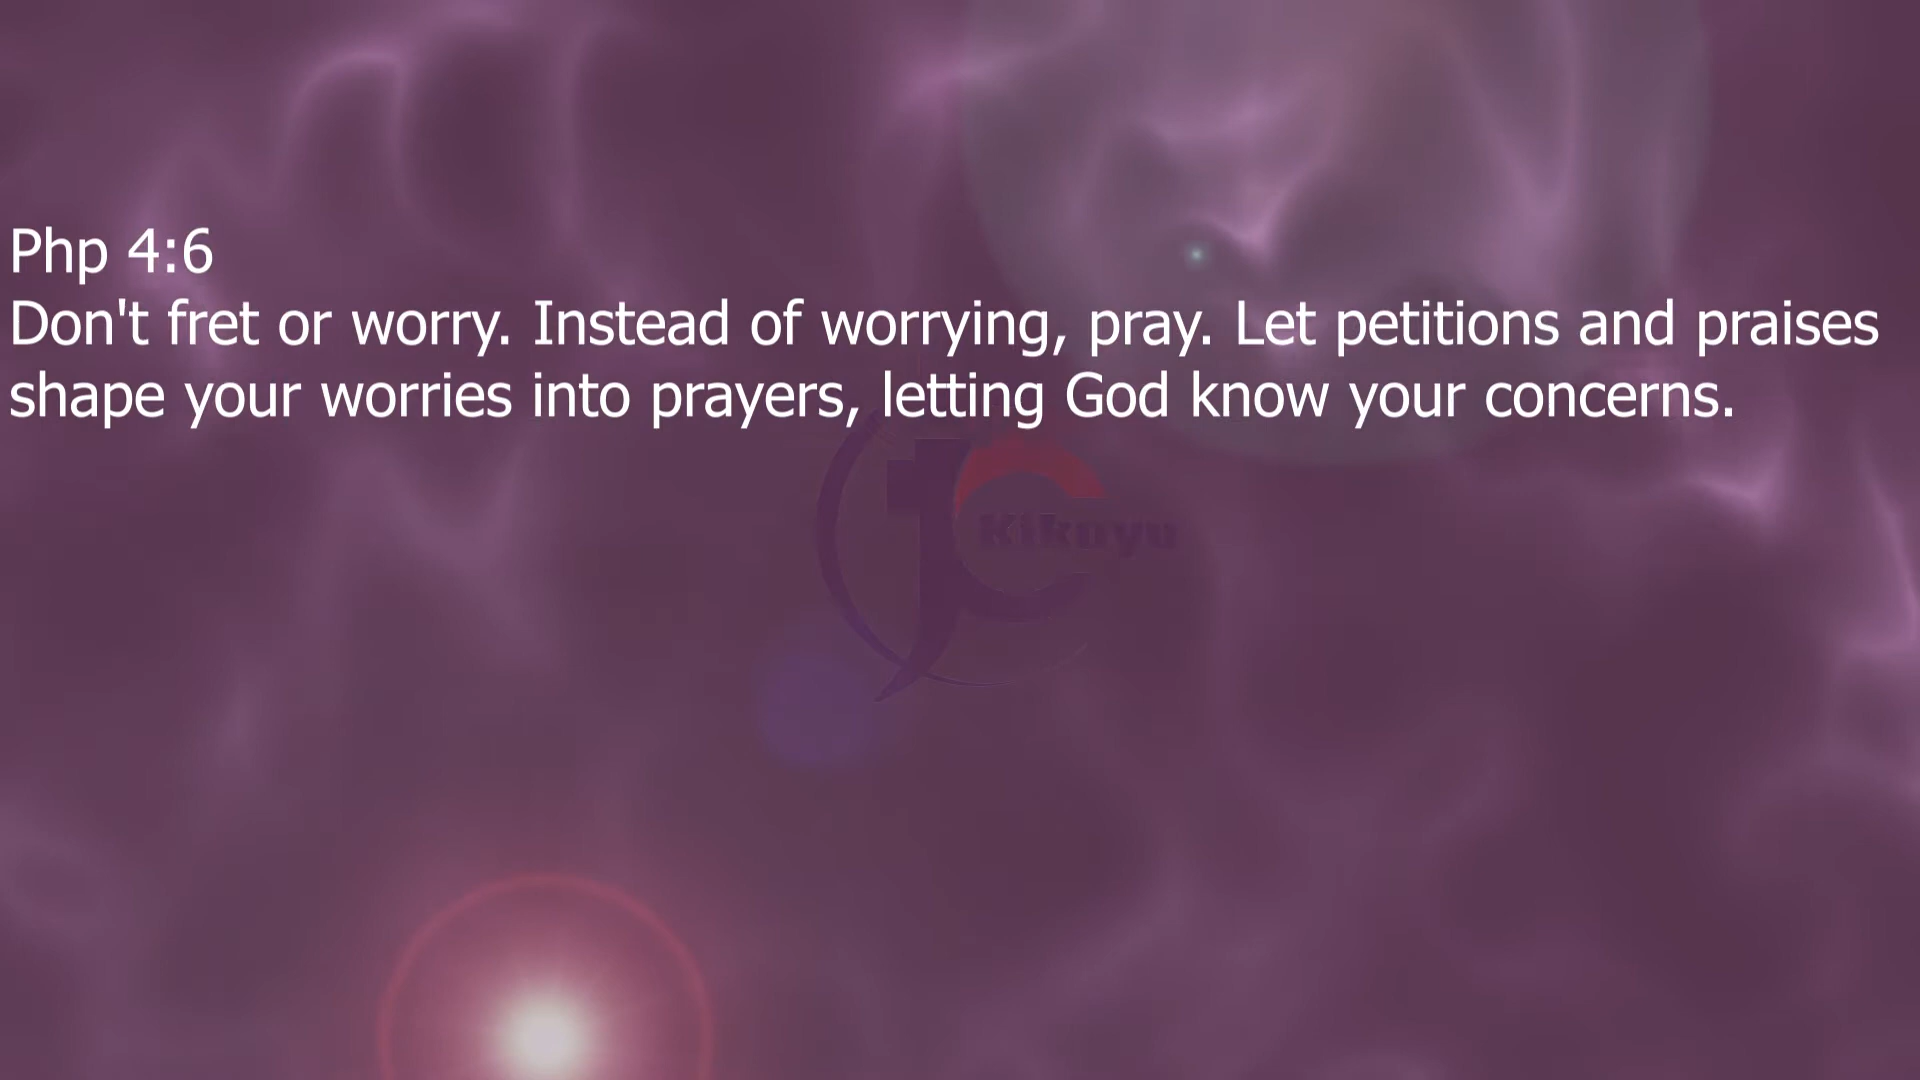 Php 4:6
Don't fret or worry. Instead of worrying, pray. Let petitions and praises
shape your worries into prayers, letting God know your concerns.
Kikuyu